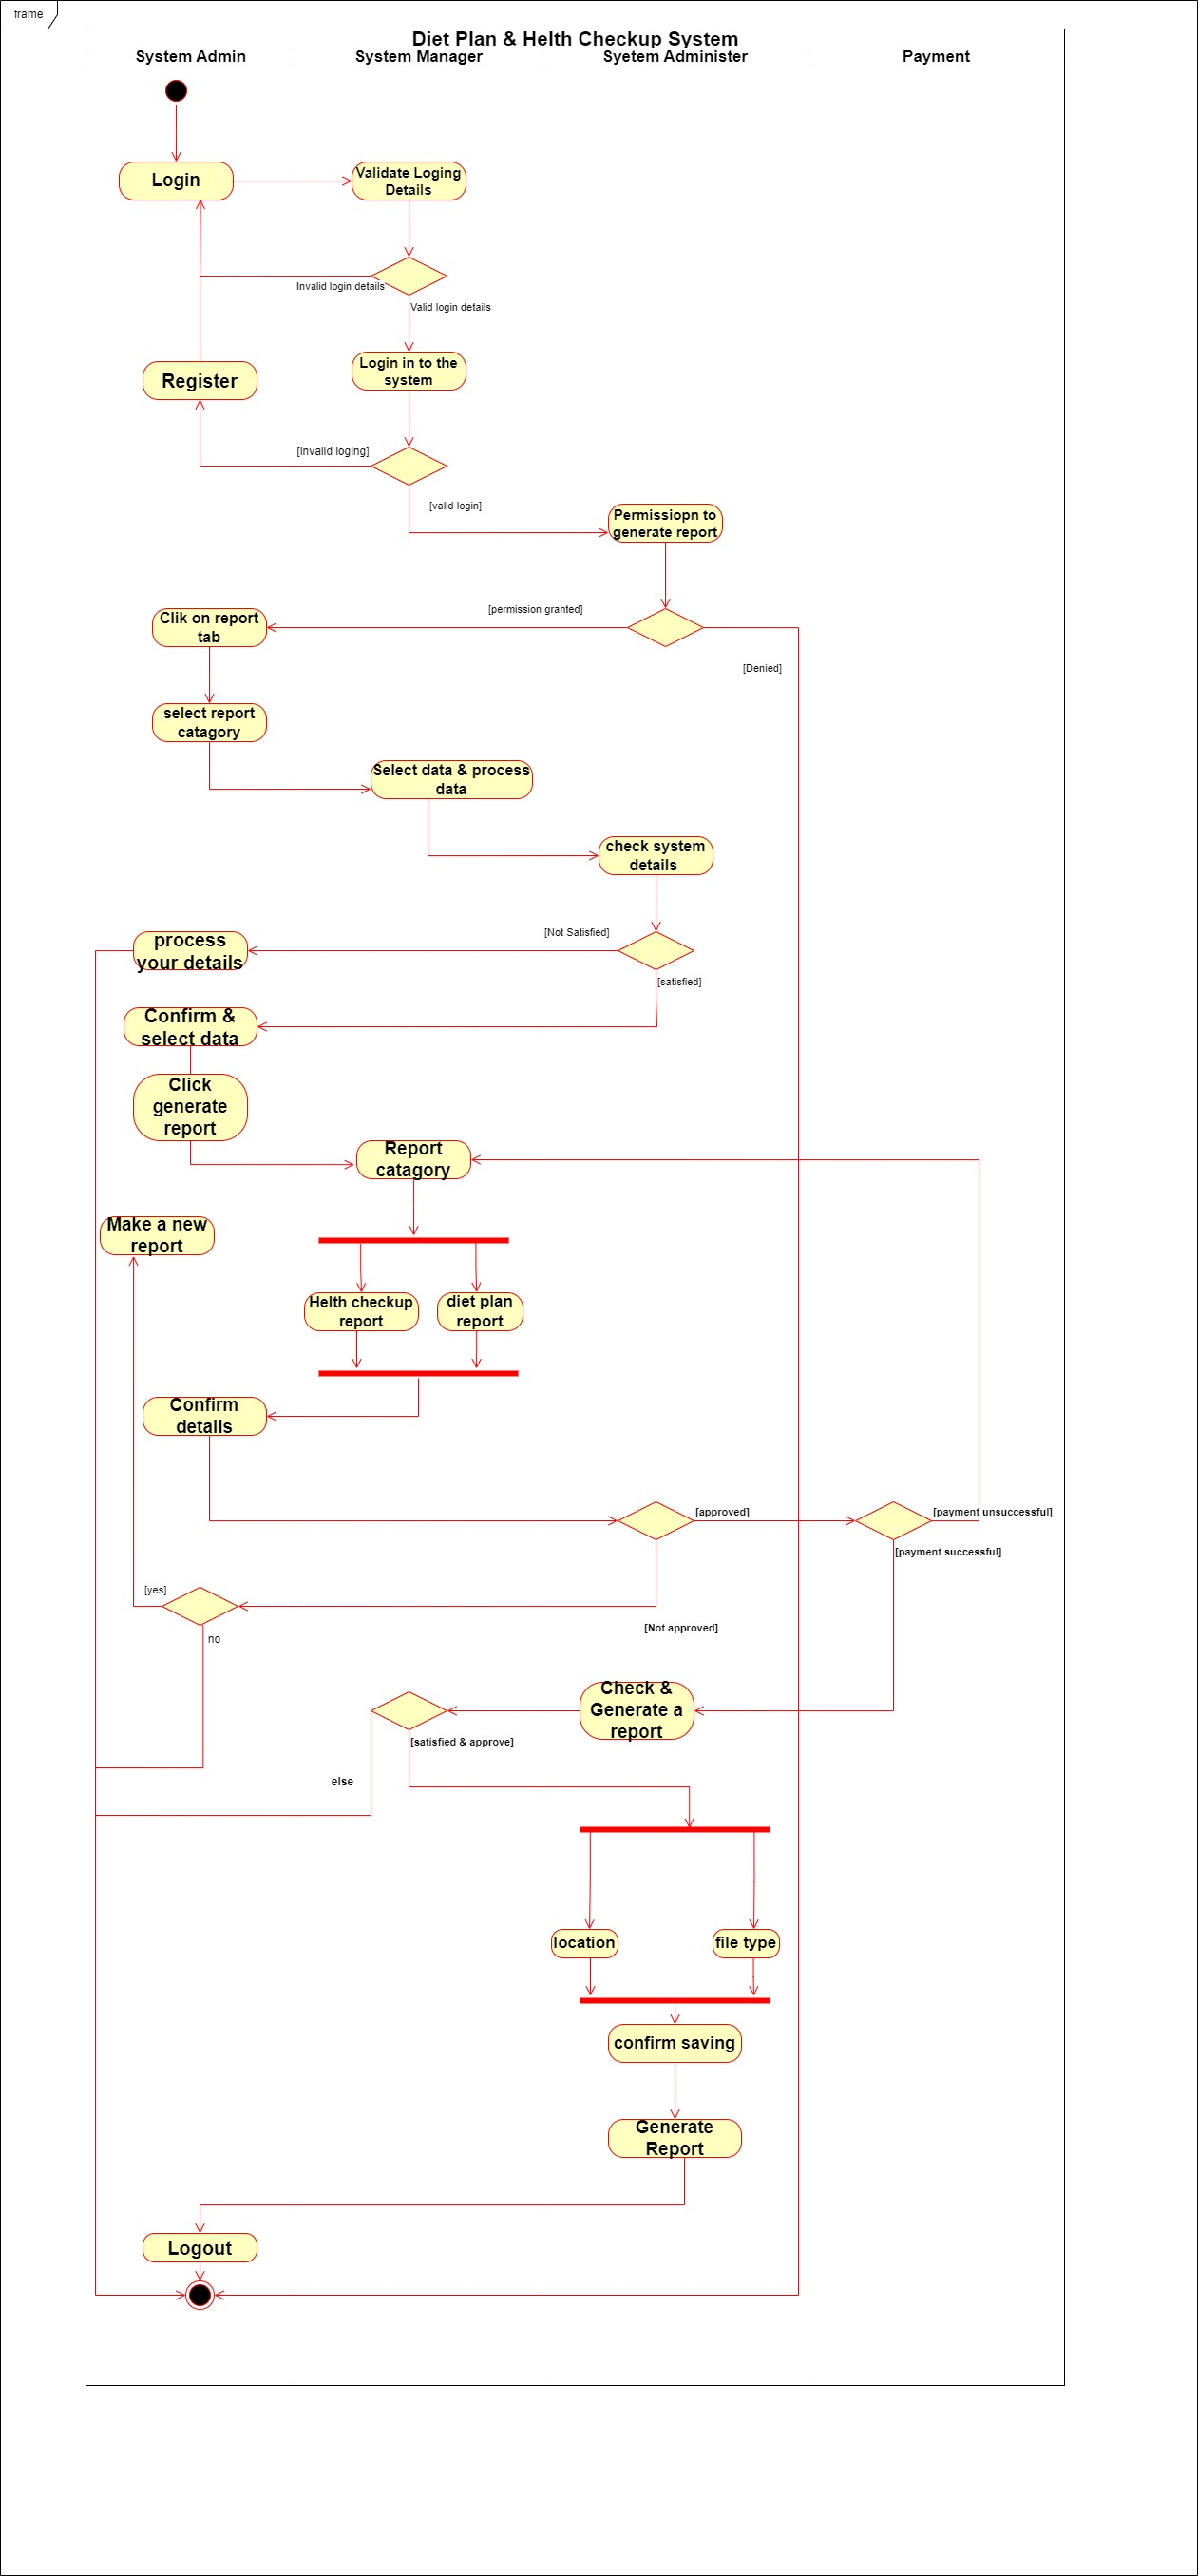 frame
Diet Plan & Helth Checkup System
System Admin
System Manager
Syetem Administer
Payment
Login
Validate Loging
Details
Invalid login details
Valid login details
Login in to the
system
Register
[invalid loging]
[valid login]
Permissiopn to
generate report
[permission granted]
Clik on report
tab
[Denied]
select report
catagory
Select data & process
data
check system
details
[Not Satisfied]
process
your details
[satisfied]
Confirm &
select data
Click
generate
report
Report
catagory
Make a new
report
Helth checkup
report
diet plan
report
Confirm
details
[approved]
[payment unsuccessful]
[payment successful]
[yes]
[Not approved]
no
Check &
Generate a
report
[satisfied & approve]
else
location
file type
confirm saving
Generate
Report
Logout